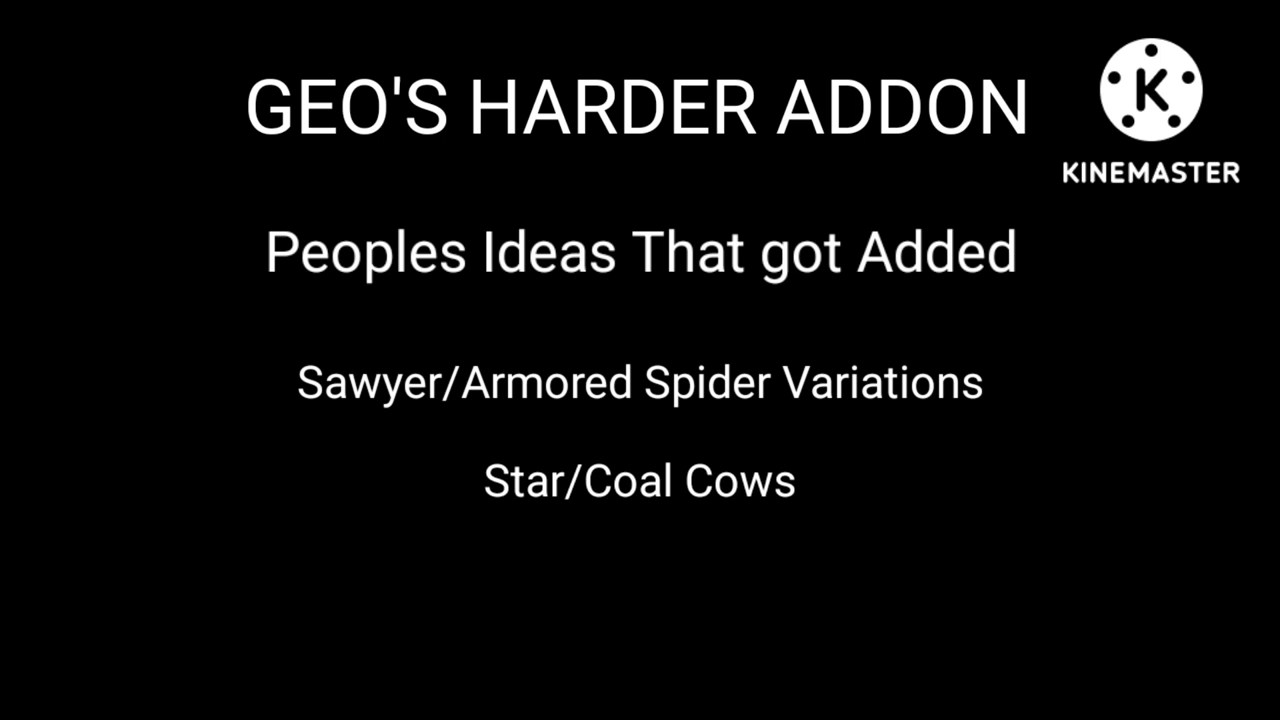 GEO'S HARDER ADDON
K
KINEMASTER
Peoples Ideas That got Added
Sawyer/Armored Spider Variations
Star/Coal Cows